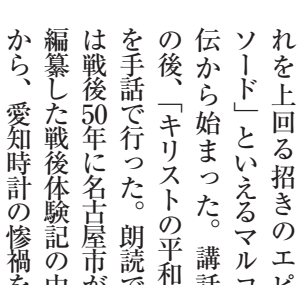 れを上回る招きのエピ
ソード」といえるマルコ
伝から始まった。講話
の後、「キリストの平和
を手話で行った。朗読で
は戦後50年に名古屋市が
編纂した戦後体験記の中
から、愛知時計の惨禍を